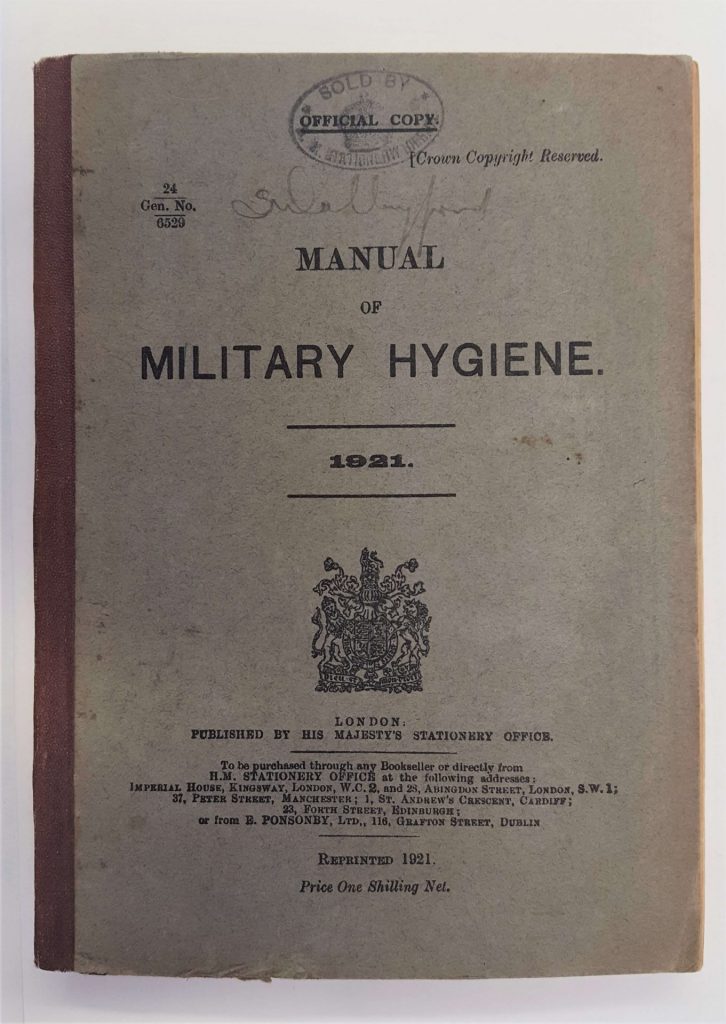 SOLD BY
OFFICIAL COPY.
[Crown Copyright Reserved.
24
Gen. No.
6529
MANUAL
OF
MILITARY HYGIENE.
1921.
LONDON:
PUBLISHED BY HIS MAJESTY'S STATIONERY OFFICE.
To be purchased through any Bookseller or directly from
H.M. STATIONERY OFFICE at the following addresses:
IMPERIAL HOUSE, KINGSWAY, LONDON, W.C. 2, and 28, ABINGDON STREET, LONDON, S.W. 1;
37, PETER STREET, MANCHESTER; 1, ST. ANDREW'S CRESCENT, CARDIFF;
23, FORTH STREET, EDINBURGH;
or from E. PONSONBY, LTD., 116, GRAFTON STREET, DUBLIN
REPRINTED 1921.
Price One Shilling Net.